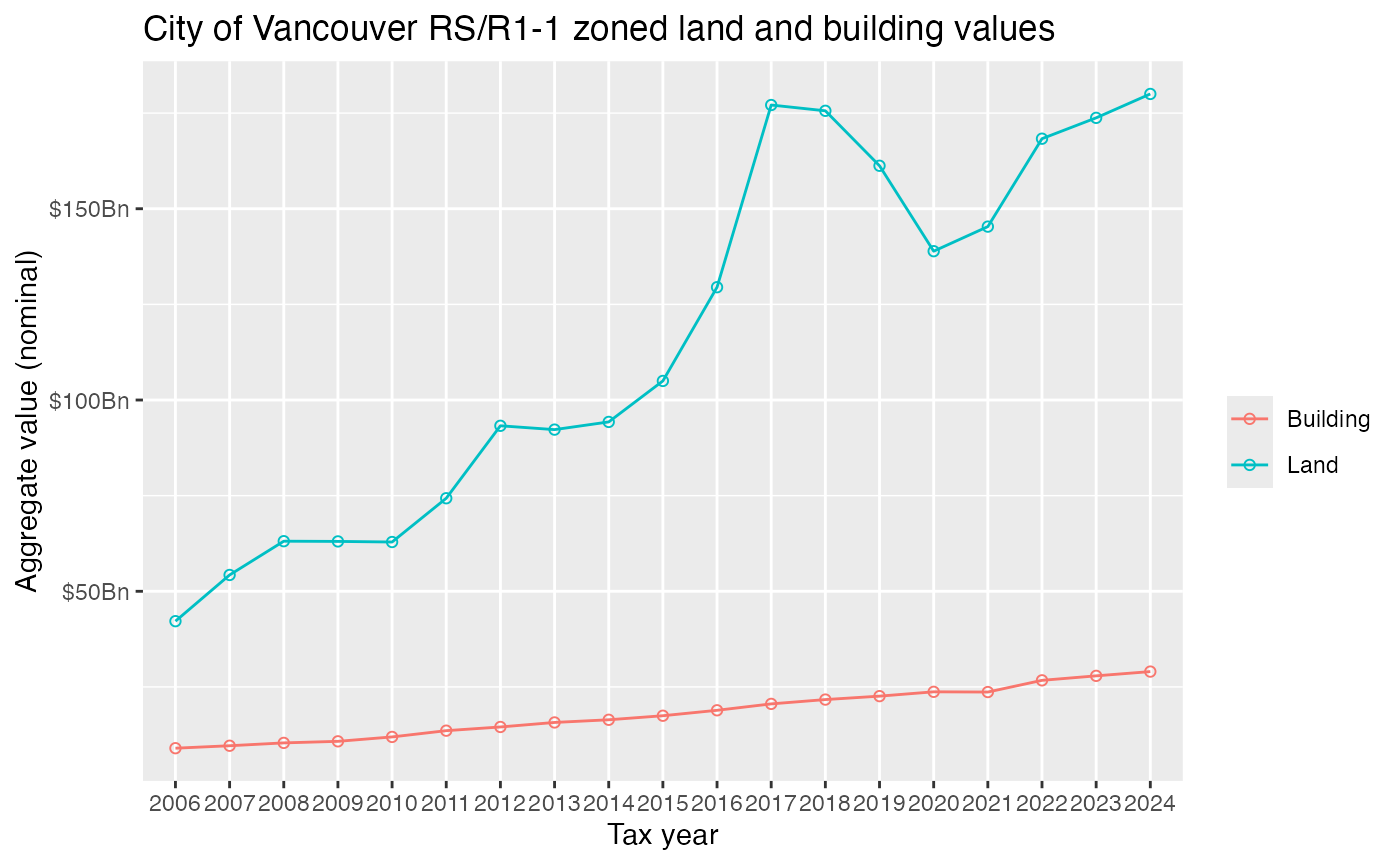 City of Vancouver RS/R1-1 zoned land and building values
Aggregate value (nominal)
$150Bn
$100Bn
$50Bn
2006 2007 2008 2009 2010 2011 2012 2013 2014 2015 2016 2017 2018 2019 2020 2021 2022 2023 2024
Tax year
Building
Land